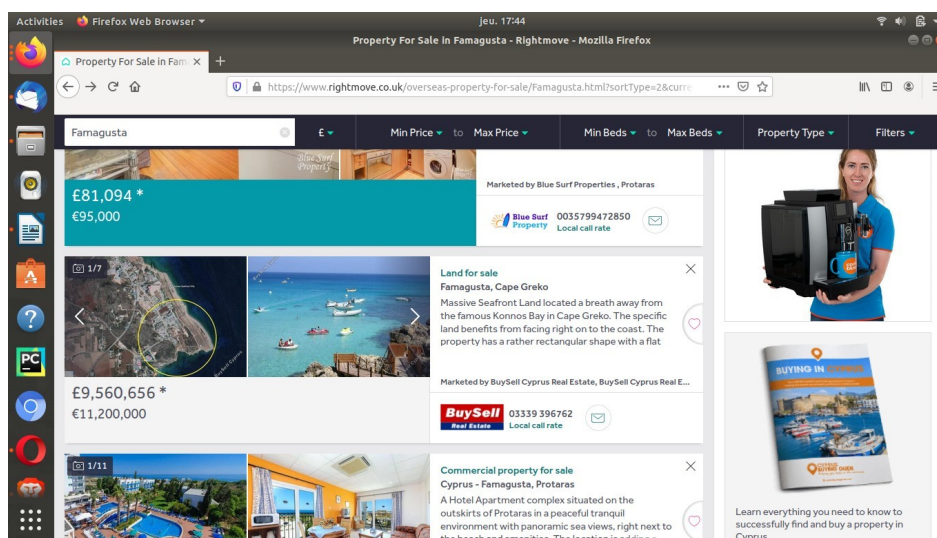 Activities Firefox Web Browser jeu. 17:44
Property For Sale in Famagusta - Rightmove - Mozilla Firefox
Property For Sale in Fam
https://www.rightmove.co.uk/overseas-property-for-sale/Famagusta.html?sortType=2&curre
Famagusta £ Min Price to Max Price Min Beds to Max Beds Property Type Filters
Blue Surf
Property
£81,094 *
€95,000
Marketed by Blue Surf Properties , Protaras
Blue Surf
Property
0035799472850
Local call rate
1/7
BuySell Cyprus
£9,560,656 *
€11,200,000
Land for sale
Famagusta, Cape Greko
Massive Seafront Land located a breath away from
the famous Konnos Bay in Cape Greko. The specific
land benefits from facing right on to the coast. The
property has a rather rectangular shape with a flat
Marketed by BuySell Cyprus Real Estate, BuySell Cyprus Real E...
BuySell
Real Estate
03339 396762
Local call rate
1/11
Commercial property for sale
Cyprus - Famagusta, Protaras
A Hotel Apartment complex situated on the
outskirts of Protaras in a peaceful tranquil
environment with panoramic sea views, right next to
BUYING IN CYPRUS
BUYING GUIDE
Learn everything you need to know to
successfully find and buy a property in
Cyprus
PC